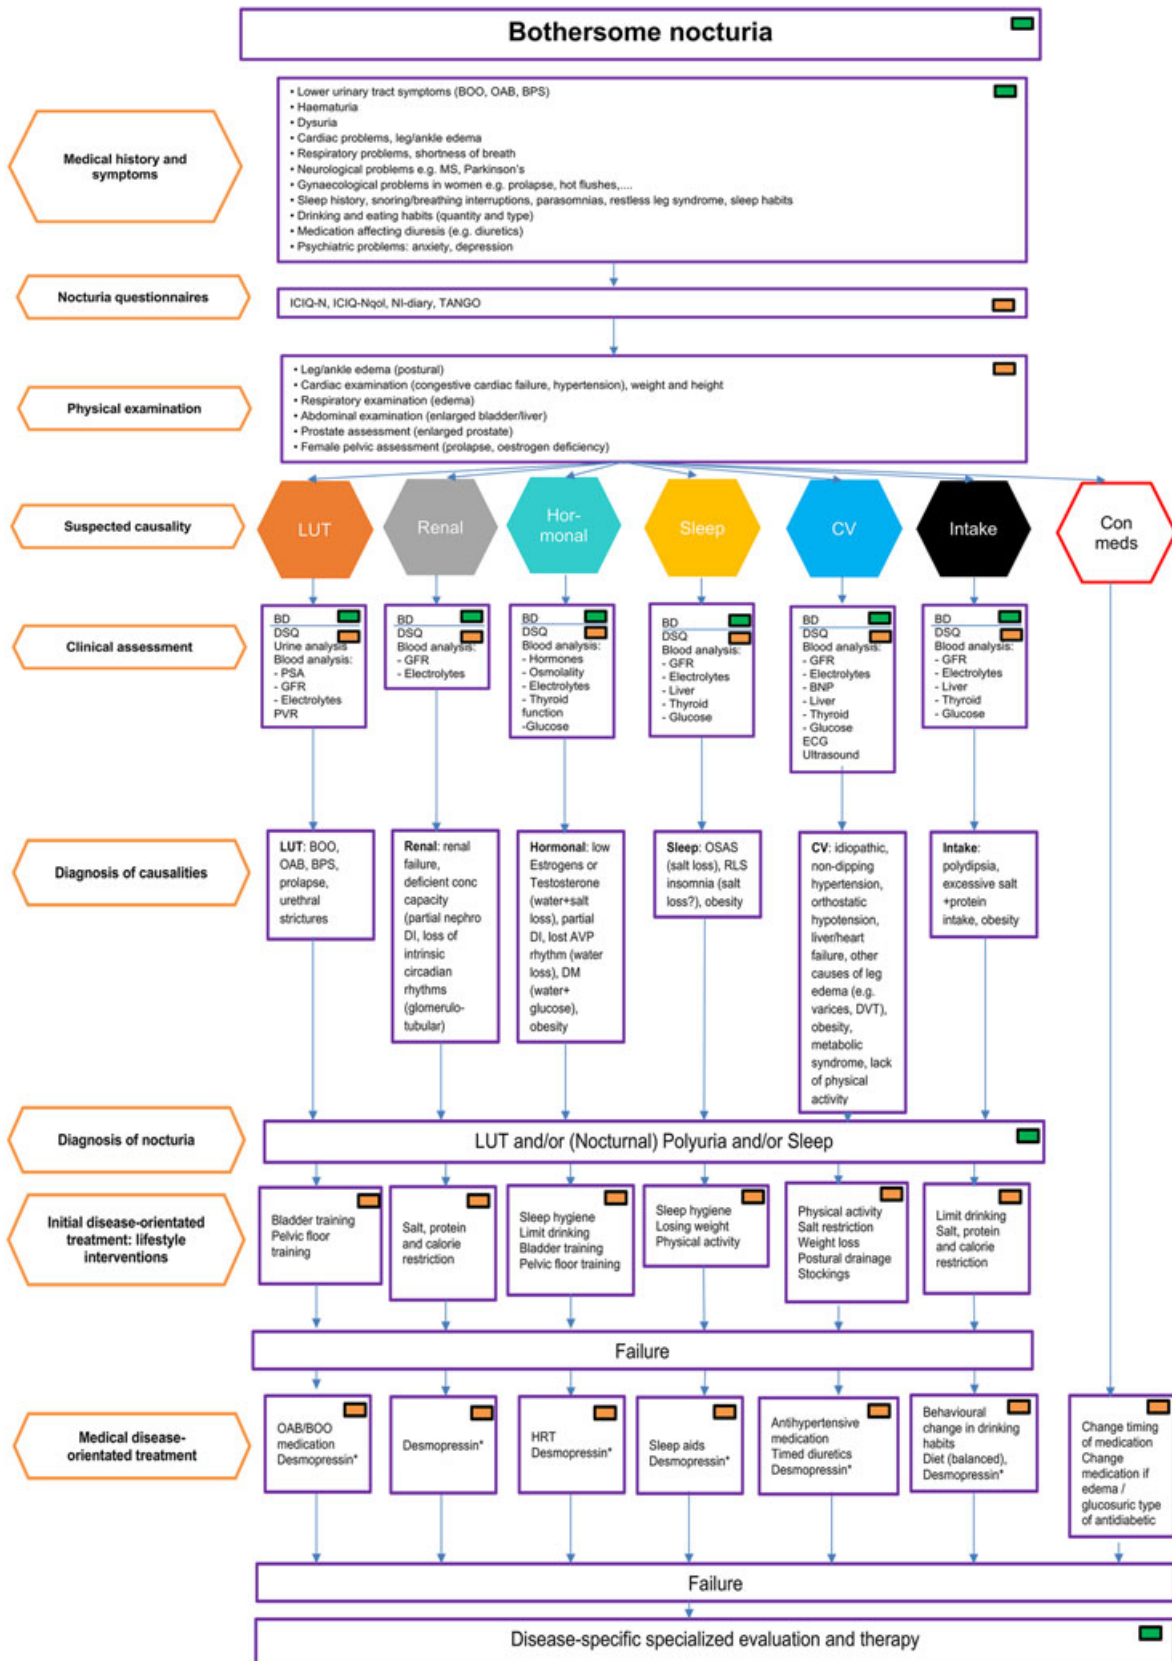 Bothersome nocturia
Medical history and
symptoms
• Lower urinary tract symptoms (BOO, OAB, BPS)
• Haematuria
• Dysuria
• Cardiac problems, leg/ankle edema
• Respiratory problems, shortness of breath
• Neurological problems e.g. MS, Parkinson's
• Gynaecological problems in women e.g. prolapse, hot flushes,....
• Sleep history, snoring/breathing interruptions, parasomnias, restless leg syndrome, sleep habits
• Drinking and eating habits (quantity and type)
• Medication affecting diuresis (e.g. diuretics)
• Psychiatric problems: anxiety, depression
Nocturia questionnaires
ICIQ-N, ICIQ-Nqol, NI-diary, TANGO
Physical examination
• Leg/ankle edema (postural)
• Cardiac examination (congestive cardiac failure, hypertension), weight and height
• Respiratory examination (edema)
• Abdominal examination (enlarged bladder/liver)
• Prostate assessment (enlarged prostate)
• Female pelvic assessment (prolapse, oestrogen deficiency)
Suspected causality
LUT
Renal
Hor-
monal
Sleep
CV
Intake
Con
meds
Clinical assessment
BD
DSQ
Urine analysis
Blood analysis:
- PSA
- GFR
- Electrolytes
PVR
BD
DSQ
Blood analysis:
- GFR
- Electrolytes
BD
DSQ
Blood analysis:
- Hormones
- Osmolality
- Electrolytes
- Thyroid
function
-Glucose
BD
DSQ
Blood analysis:
- GFR
- Electrolytes
- Liver
- Thyroid
- Glucose
BD
DSQ
Blood analysis:
- GFR
- Electrolytes
- BNP
- Liver
- Thyroid
- Glucose
ECG
Ultrasound
BD
DSQ
Blood analysis:
- GFR
- Electrolytes
- Liver
- Thyroid
- Glucose
Diagnosis of causalities
LUT: BOO,
OAB, BPS,
prolapse,
urethral
strictures
Renal: renal
failure,
deficient conc
capacity
(partial nephro
DI, loss of
intrinsic
circadian
rhythms
(glomerulo-
tubular)
Hormonal: low
Estrogens or
Testosterone
(water+salt
loss), partial
DI, lost AVP
rhythm (water
loss), DM
(water+
glucose),
obesity
Sleep: OSAS
(salt loss), RLS
insomnia (salt
loss?), obesity
CV: idiopathic,
non-dipping
hypertension,
orthostatic
hypotension,
liver/heart
failure, other
causes of leg
edema (e.g.
varices, DVT),
obesity,
metabolic
syndrome, lack
of physical
activity
Intake:
polydipsia,
excessive salt
+protein
intake, obesity
Diagnosis of nocturia
LUT and/or (Nocturnal) Polyuria and/or Sleep
Initial disease-orientated
treatment: lifestyle
interventions
Bladder training
Pelvic floor
training
Salt, protein
and calorie
restriction
Sleep hygiene
Limit drinking
Bladder training
Pelvic floor training
Sleep hygiene
Losing weight
Physical activity
Physical activity
Salt restriction
Weight loss
Postural drainage
Stockings
Limit drinking
Salt, protein
and calorie
restriction
Failure
Medical disease-
orientated treatment
OAB/BOO
medication
Desmopressin*
Desmopressin*
HRT
Desmopressin*
Sleep aids
Desmopressin*
Antihypertensive
medication
Timed diuretics
Desmopressin*
Behavioural
change in drinking
habits
Diet (balanced),
Desmopressin*
Change timing
of medication
Change
medication if
edema /
glucosuric type
of antidiabetic
Failure
Disease-specific specialized evaluation and therapy